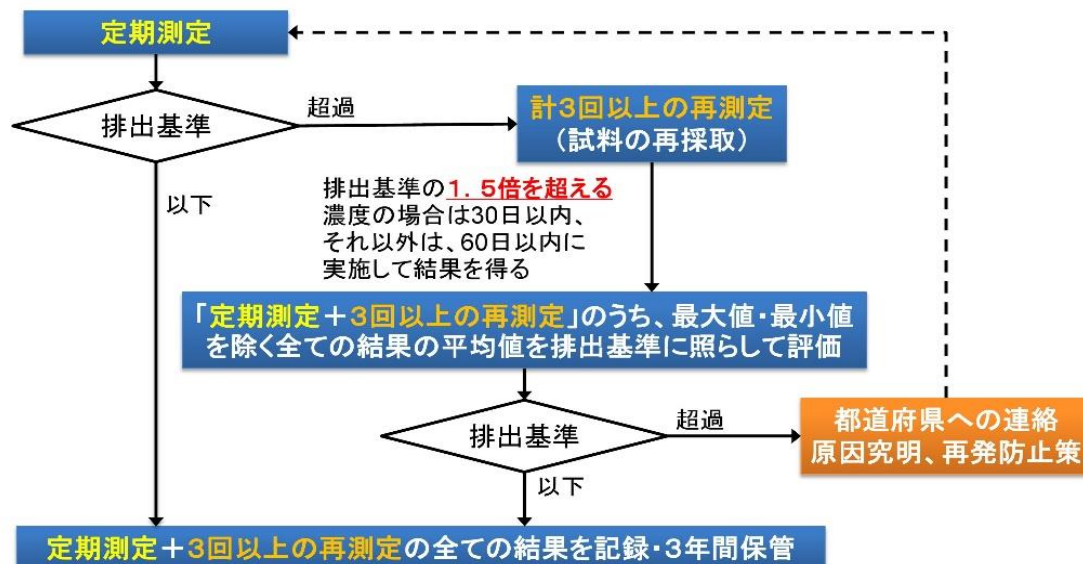 定期測定
排出基準
超過
計3回以上の再測定
（試料の再採取）
以下
排出基準の１．５倍を超える
濃度の場合は30日以内、
それ以外は、60日以内に
実施して結果を得る
「定期測定＋3回以上の再測定」のうち、最大値・最小値
を除く全ての結果の平均値を排出基準に照らして評価
排出基準
超過
都道府県への連絡
原因究明、再発防止策
以下
定期測定＋3回以上の再測定の全ての結果を記録・3年間保管